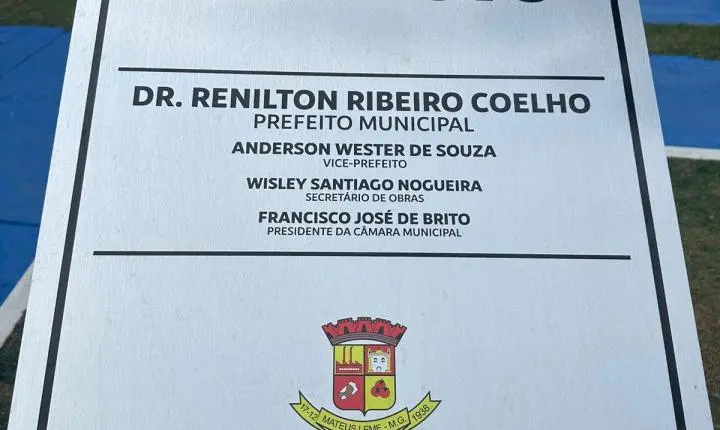 DR. RENILTON RIBEIRO COELHO
PREFEITO MUNICIPAL
ANDERSON WESTER DE SOUZA
VICE-PREFEITO
WISLEY SANTIAGO NOGUEIRA
SECRETÁRIO DE OBRAS
FRANCISCO JOSÉ DE BRITO
PRESIDENTE DA CÂMARA MUNICIPAL
17-12 MATEUS LEME - M.G. 1938